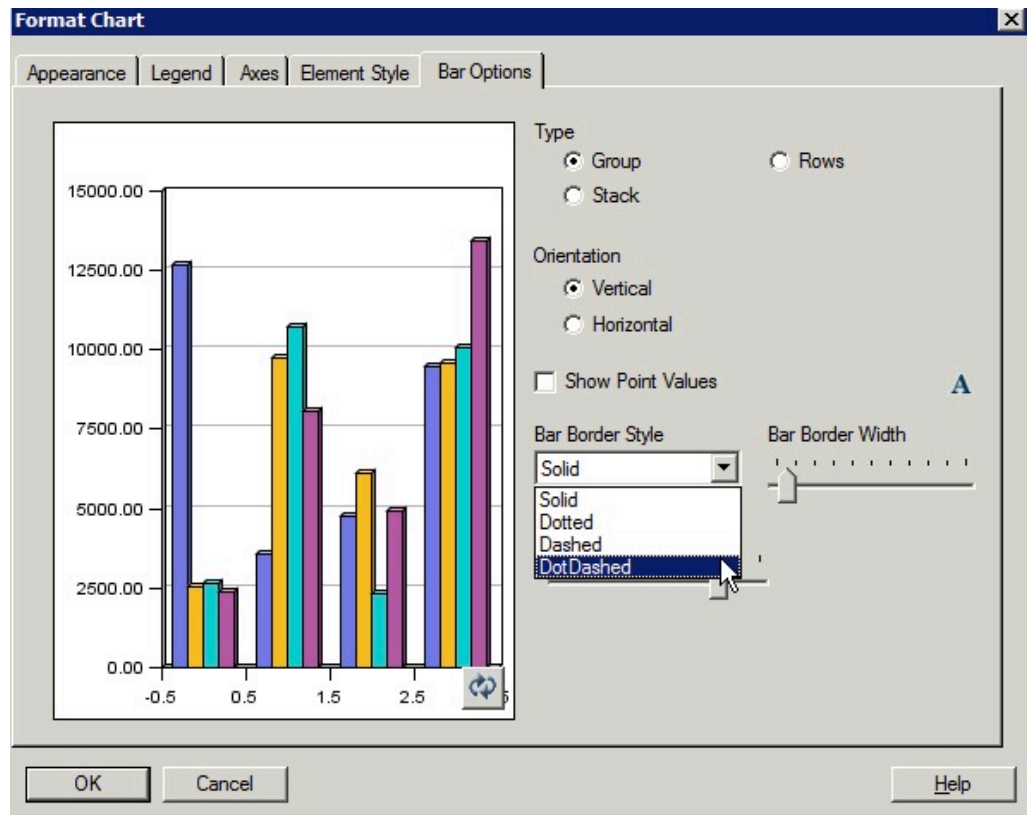 Format Chart
Appearance Legend Axes Element Style Bar Options
Type
Group Rows
Stack
Orientation
Vertical
Horizontal
Show Point Values A
Bar Border Style Bar Border Width
Solid
Solid
Dotted
Dashed
DotDashed
15000.00
12500.00
10000.00
7500.00
5000.00
2500.00
0.00
-0.5 0.5 1.5 2.5
OK Cancel Help